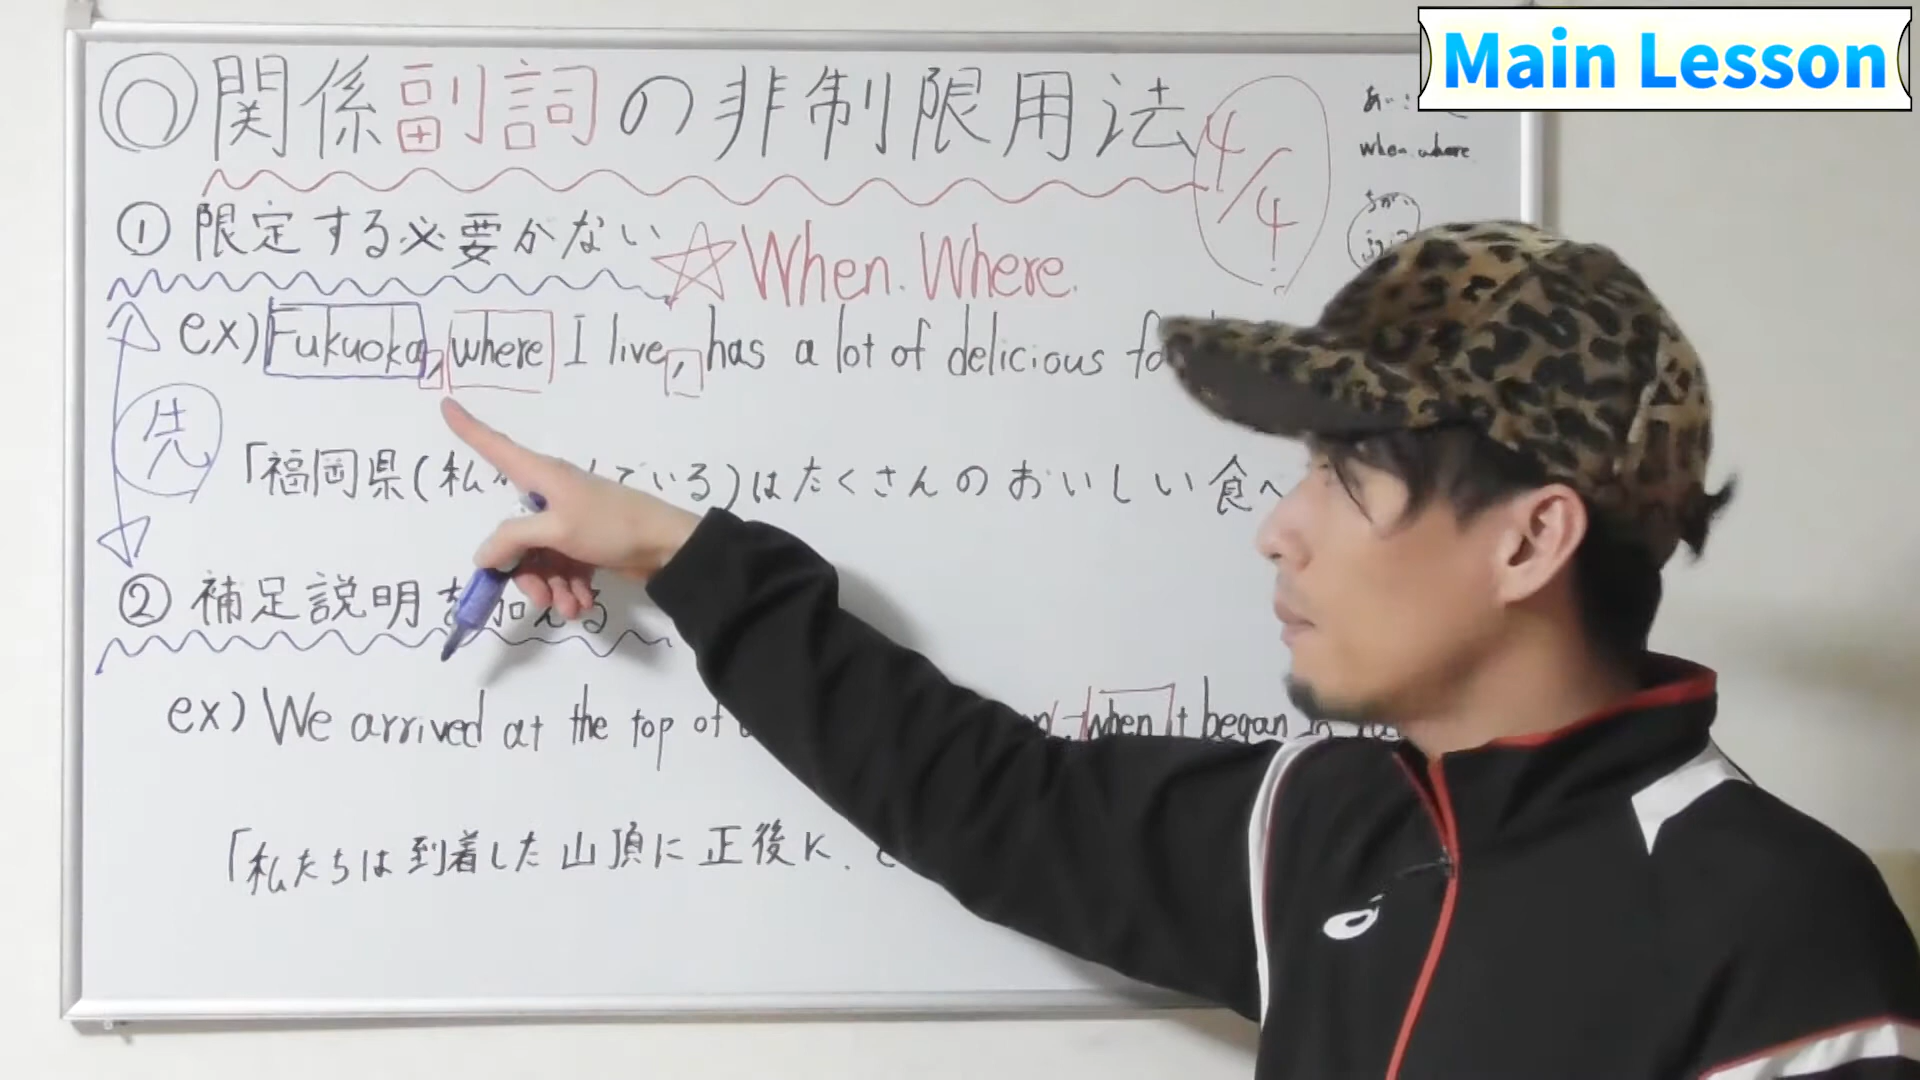 Main Lesson
◎関係副詞の非制限用法 4/4
when. where
① 限定する必要がない ☆When. Where.
ex) Fukuoka, where I live, has a lot of delicious
先
「福岡県(私 ている)はたくさんのおいしい食べ
② 補足説明を加える
ex) We arrived at the top of when it began
「私たちは到着した山頂に正後に、